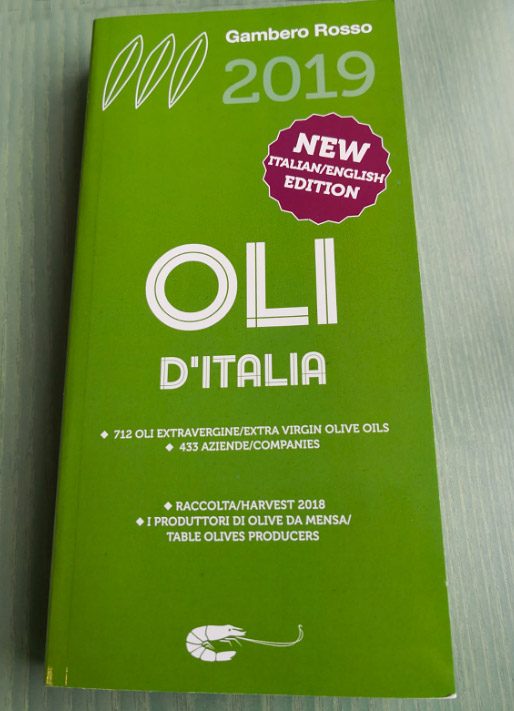 Gambero Rosso
2019
NEW
ITALIAN/ENGLISH
EDITION
OLI
D'ITALIA
◆ 712 OLI EXTRAVERGINE/EXTRA VIRGIN OLIVE OILS
◆ 433 AZIENDE/COMPANIES
◆ RACCOLTA/HARVEST 2018
◆ I PRODUTTORI DI OLIVE DA MENSA/
TABLE OLIVES PRODUCERS